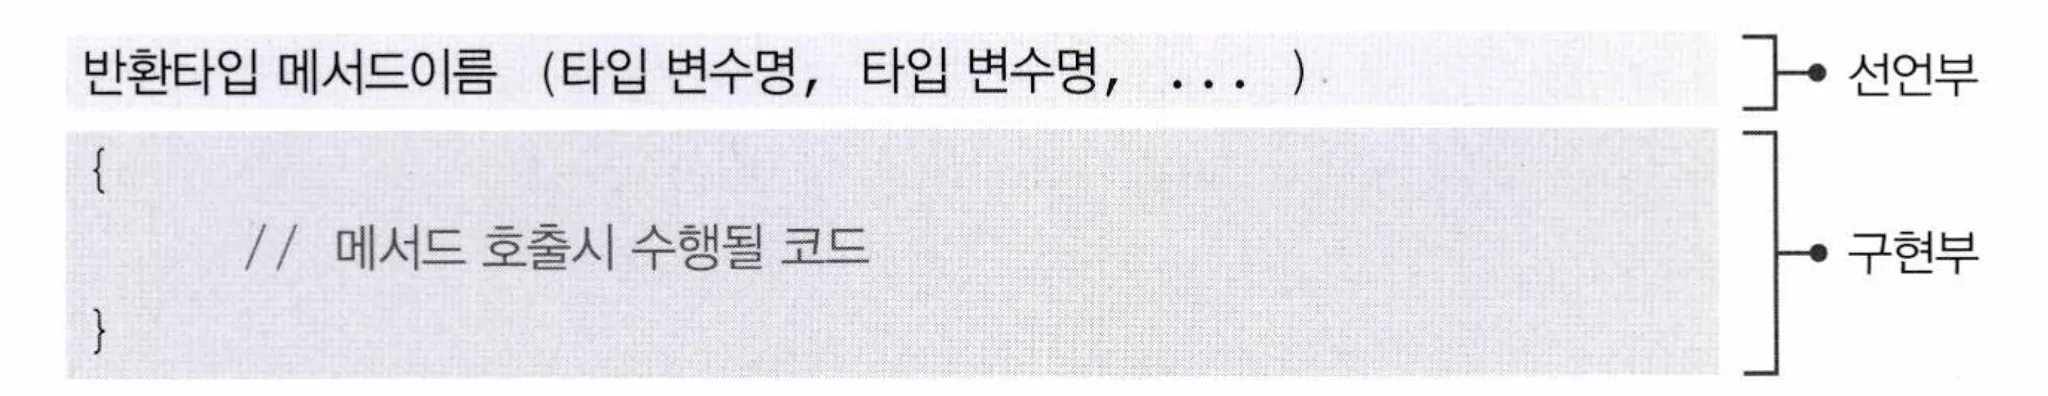 반환타입 메서드이름 (타입 변수명, 타입 변수명, ... )
선언부
{
// 메서드 호출시 수행될 코드
구현부
}